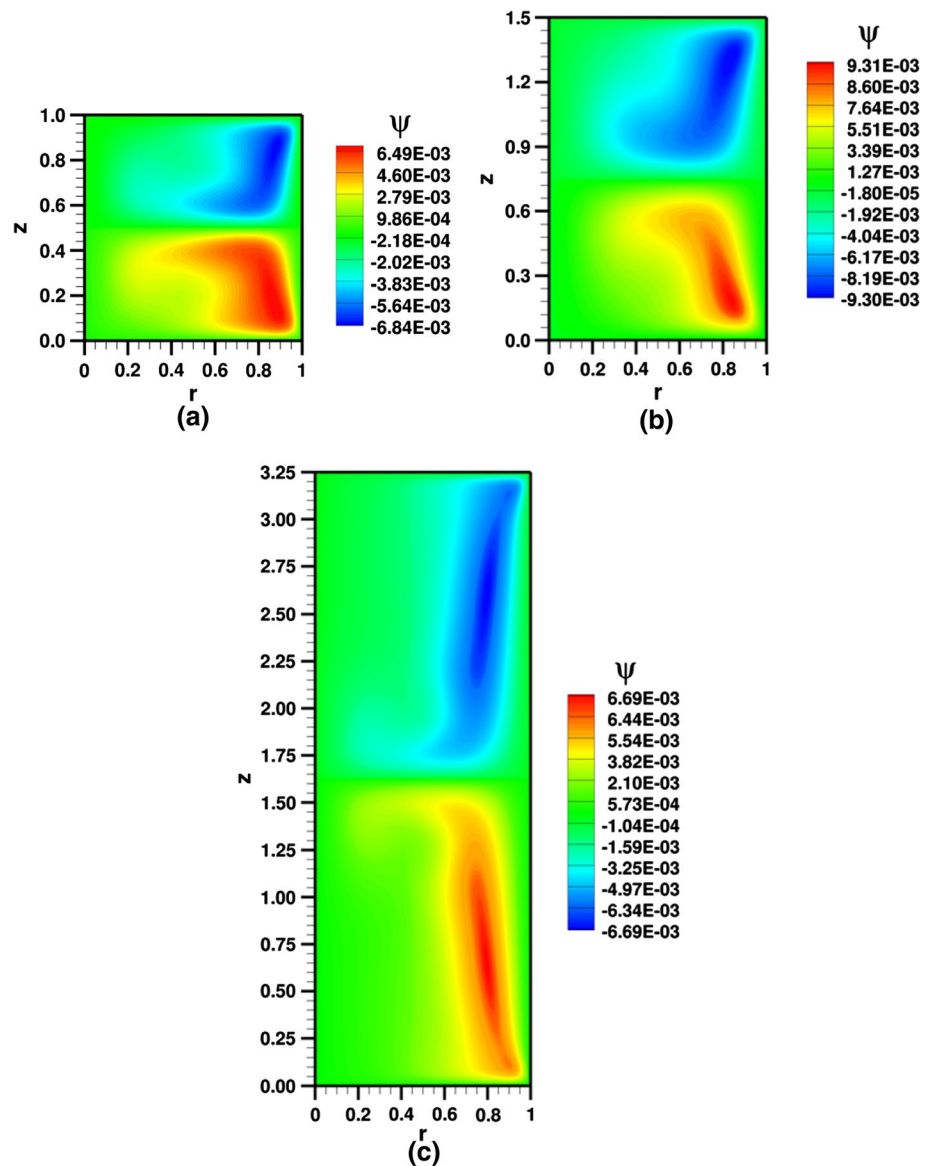 ψ
6.49E-03
4.60E-03
2.79E-03
9.86E-04
-2.18E-04
-2.02E-03
-3.83E-03
-5.64E-03
-6.84E-03
1.0
0.8
0.6
0.4
0.2
0.0
z
0 0.2 0.4 0.6 0.8 1
r
(a)
ψ
9.31E-03
8.60E-03
7.64E-03
5.51E-03
3.39E-03
1.27E-03
-1.80E-05
-1.92E-03
-4.04E-03
-6.17E-03
-8.19E-03
-9.30E-03
1.5
1.2
0.9
0.6
0.3
0.0
z
0 0.2 0.4 0.6 0.8 1
r
(b)
3.25
3.00
2.75
2.50
2.25
2.00
1.75
1.50
1.25
1.00
0.75
0.50
0.25
0.00
z
0 0.2 0.4 0.6 0.8 1
r
(c)
ψ
6.69E-03
6.44E-03
5.54E-03
3.82E-03
2.10E-03
5.73E-04
-1.04E-04
-1.59E-03
-3.25E-03
-4.97E-03
-6.34E-03
-6.69E-03